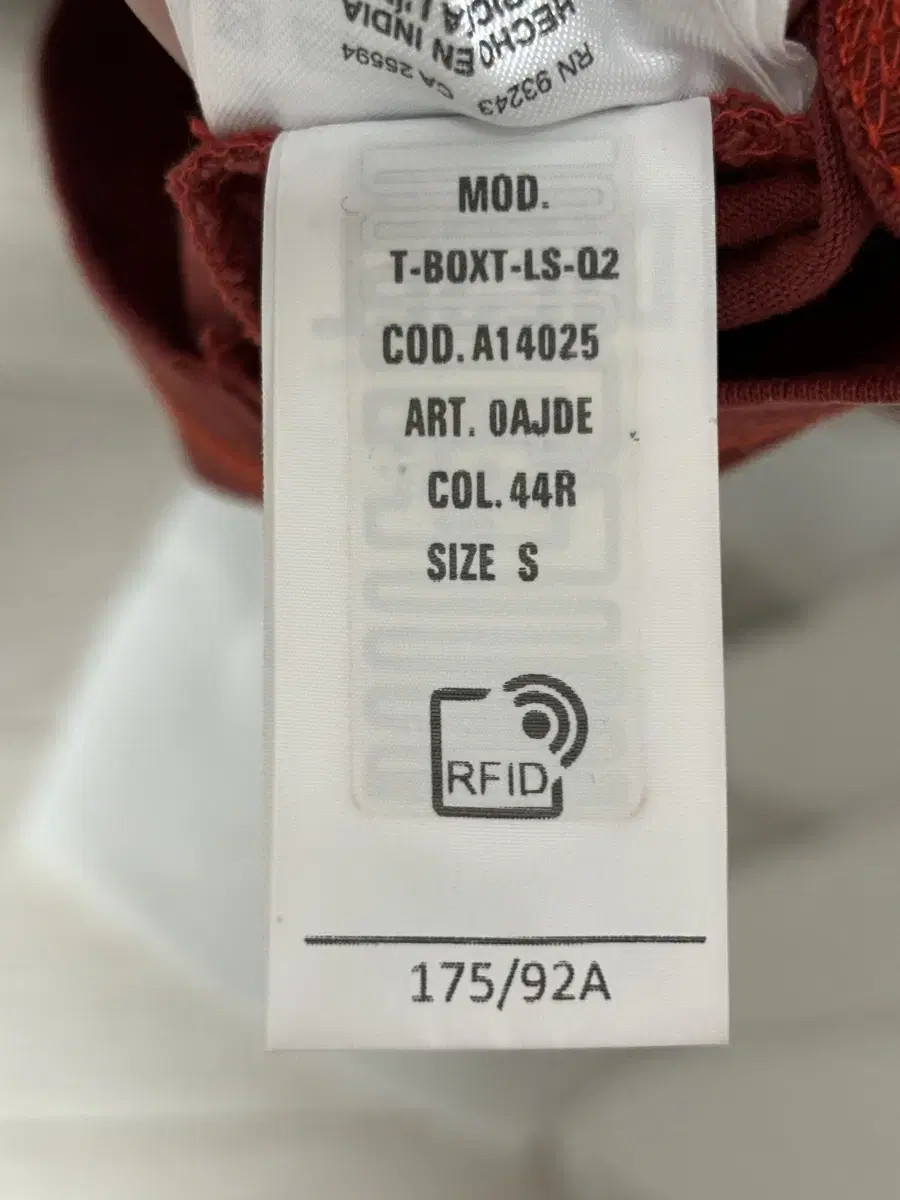 EN INDIA
HECHO
CA 25594
RN 93243
MOD.
T-BOXT-LS-Q2
COD. A14025
ART. 0AJDE
COL. 44R
SIZE S
RFID
175/92A